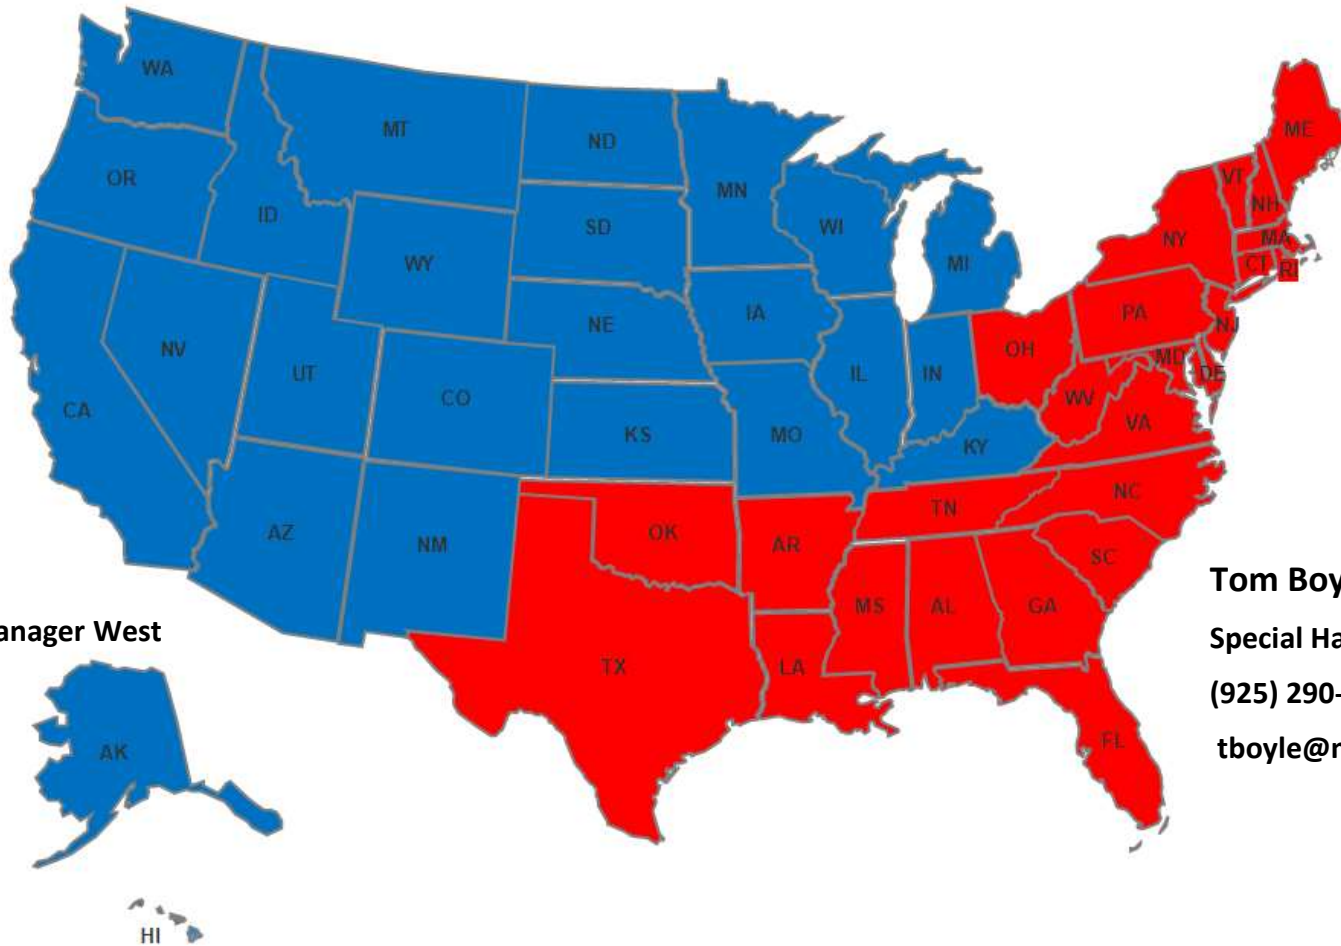 WA
MT
ND
MN
ME
VT
NH
OR
ID
SD
WI
MI
NY
MA
CT
RI
WY
IA
PA
NJ
NV
UT
NE
IL
IN
OH
MD
DE
CA
CO
KS
MO
KY
WV
VA
AZ
NM
OK
AR
TN
NC
SC
MS
AL
GA
TX
LA
FL
anager West
AK
HI
Tom Boy
Special Ha
(925) 290-
tboyle@